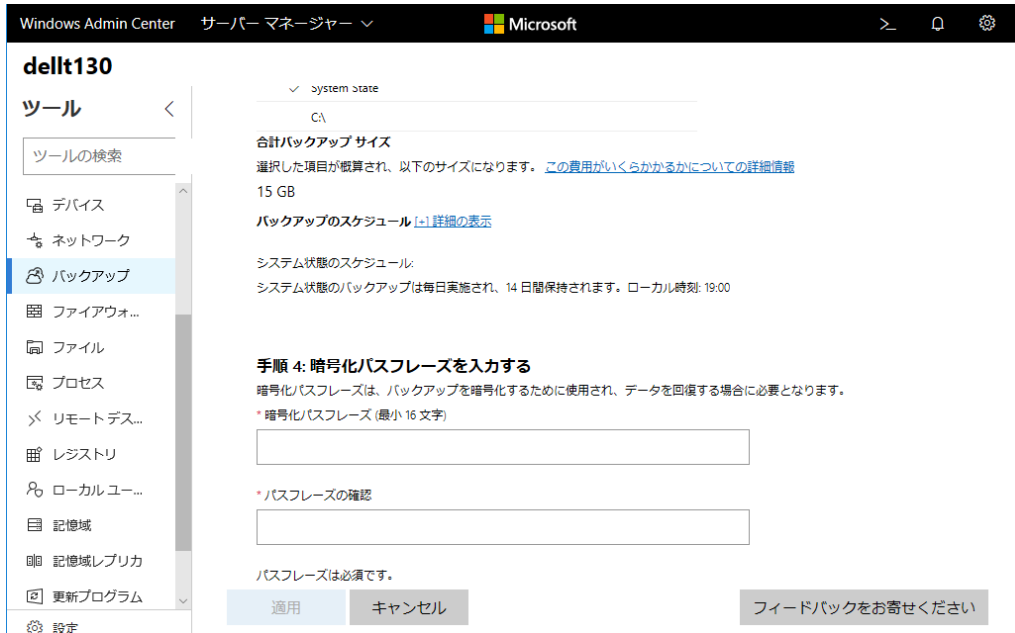 Windows Admin Center サーバー マネージャー Microsoft
dellt130
ツール
ツールの検索
デバイス
ネットワーク
バックアップ
ファイアウォ...
ファイル
プロセス
リモート デス...
レジストリ
ローカル ユー...
記憶域
記憶域レプリカ
更新プログラム
設定
System State
C:\
合計バックアップ サイズ
選択した項目が概算され、以下のサイズになります。 この費用がいくらかかるかについての詳細情報
15 GB
バックアップのスケジュール [+] 詳細の表示
システム状態のスケジュール:
システム状態のバックアップは毎日実施され、14 日間保持されます。ローカル時刻: 19:00
手順 4: 暗号化パスフレーズを入力する
暗号化パスフレーズは、バックアップを暗号化するために使用され、データを回復する場合に必要となります。
* 暗号化パスフレーズ (最小 16 文字)
* パスフレーズの確認
パスフレーズは必須です。
適用 キャンセル フィードバックをお寄せください